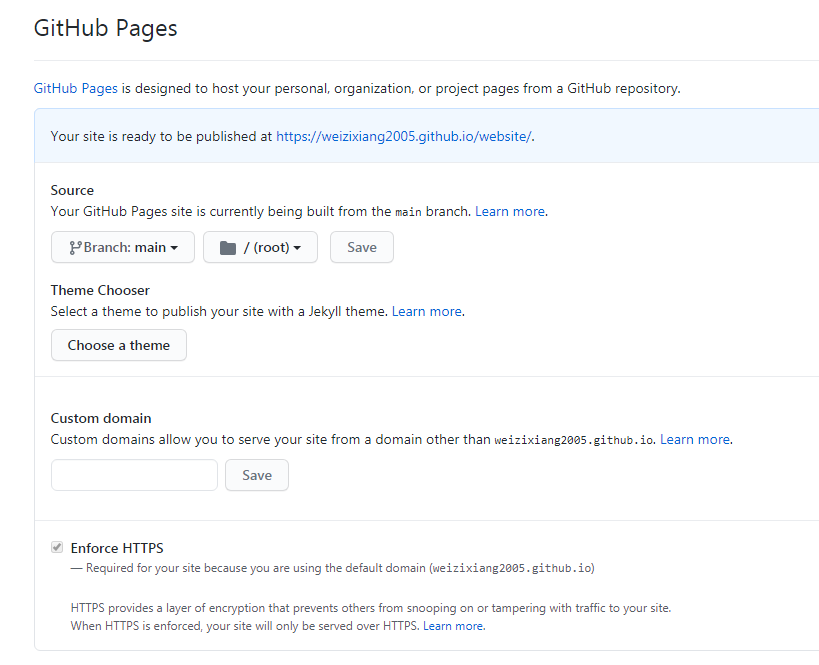 GitHub Pages
GitHub Pages is designed to host your personal, organization, or project pages from a GitHub repository.
Your site is ready to be published at https://weizixiang2005.github.io/website/.
Source
Your GitHub Pages site is currently being built from the main branch. Learn more.
Branch: main / (root) Save
Theme Chooser
Select a theme to publish your site with a Jekyll theme. Learn more.
Choose a theme
Custom domain
Custom domains allow you to serve your site from a domain other than weizixiang2005.github.io. Learn more.
Save
Enforce HTTPS
— Required for your site because you are using the default domain (weizixiang2005.github.io)
HTTPS provides a layer of encryption that prevents others from snooping on or tampering with traffic to your site.
When HTTPS is enforced, your site will only be served over HTTPS. Learn more.